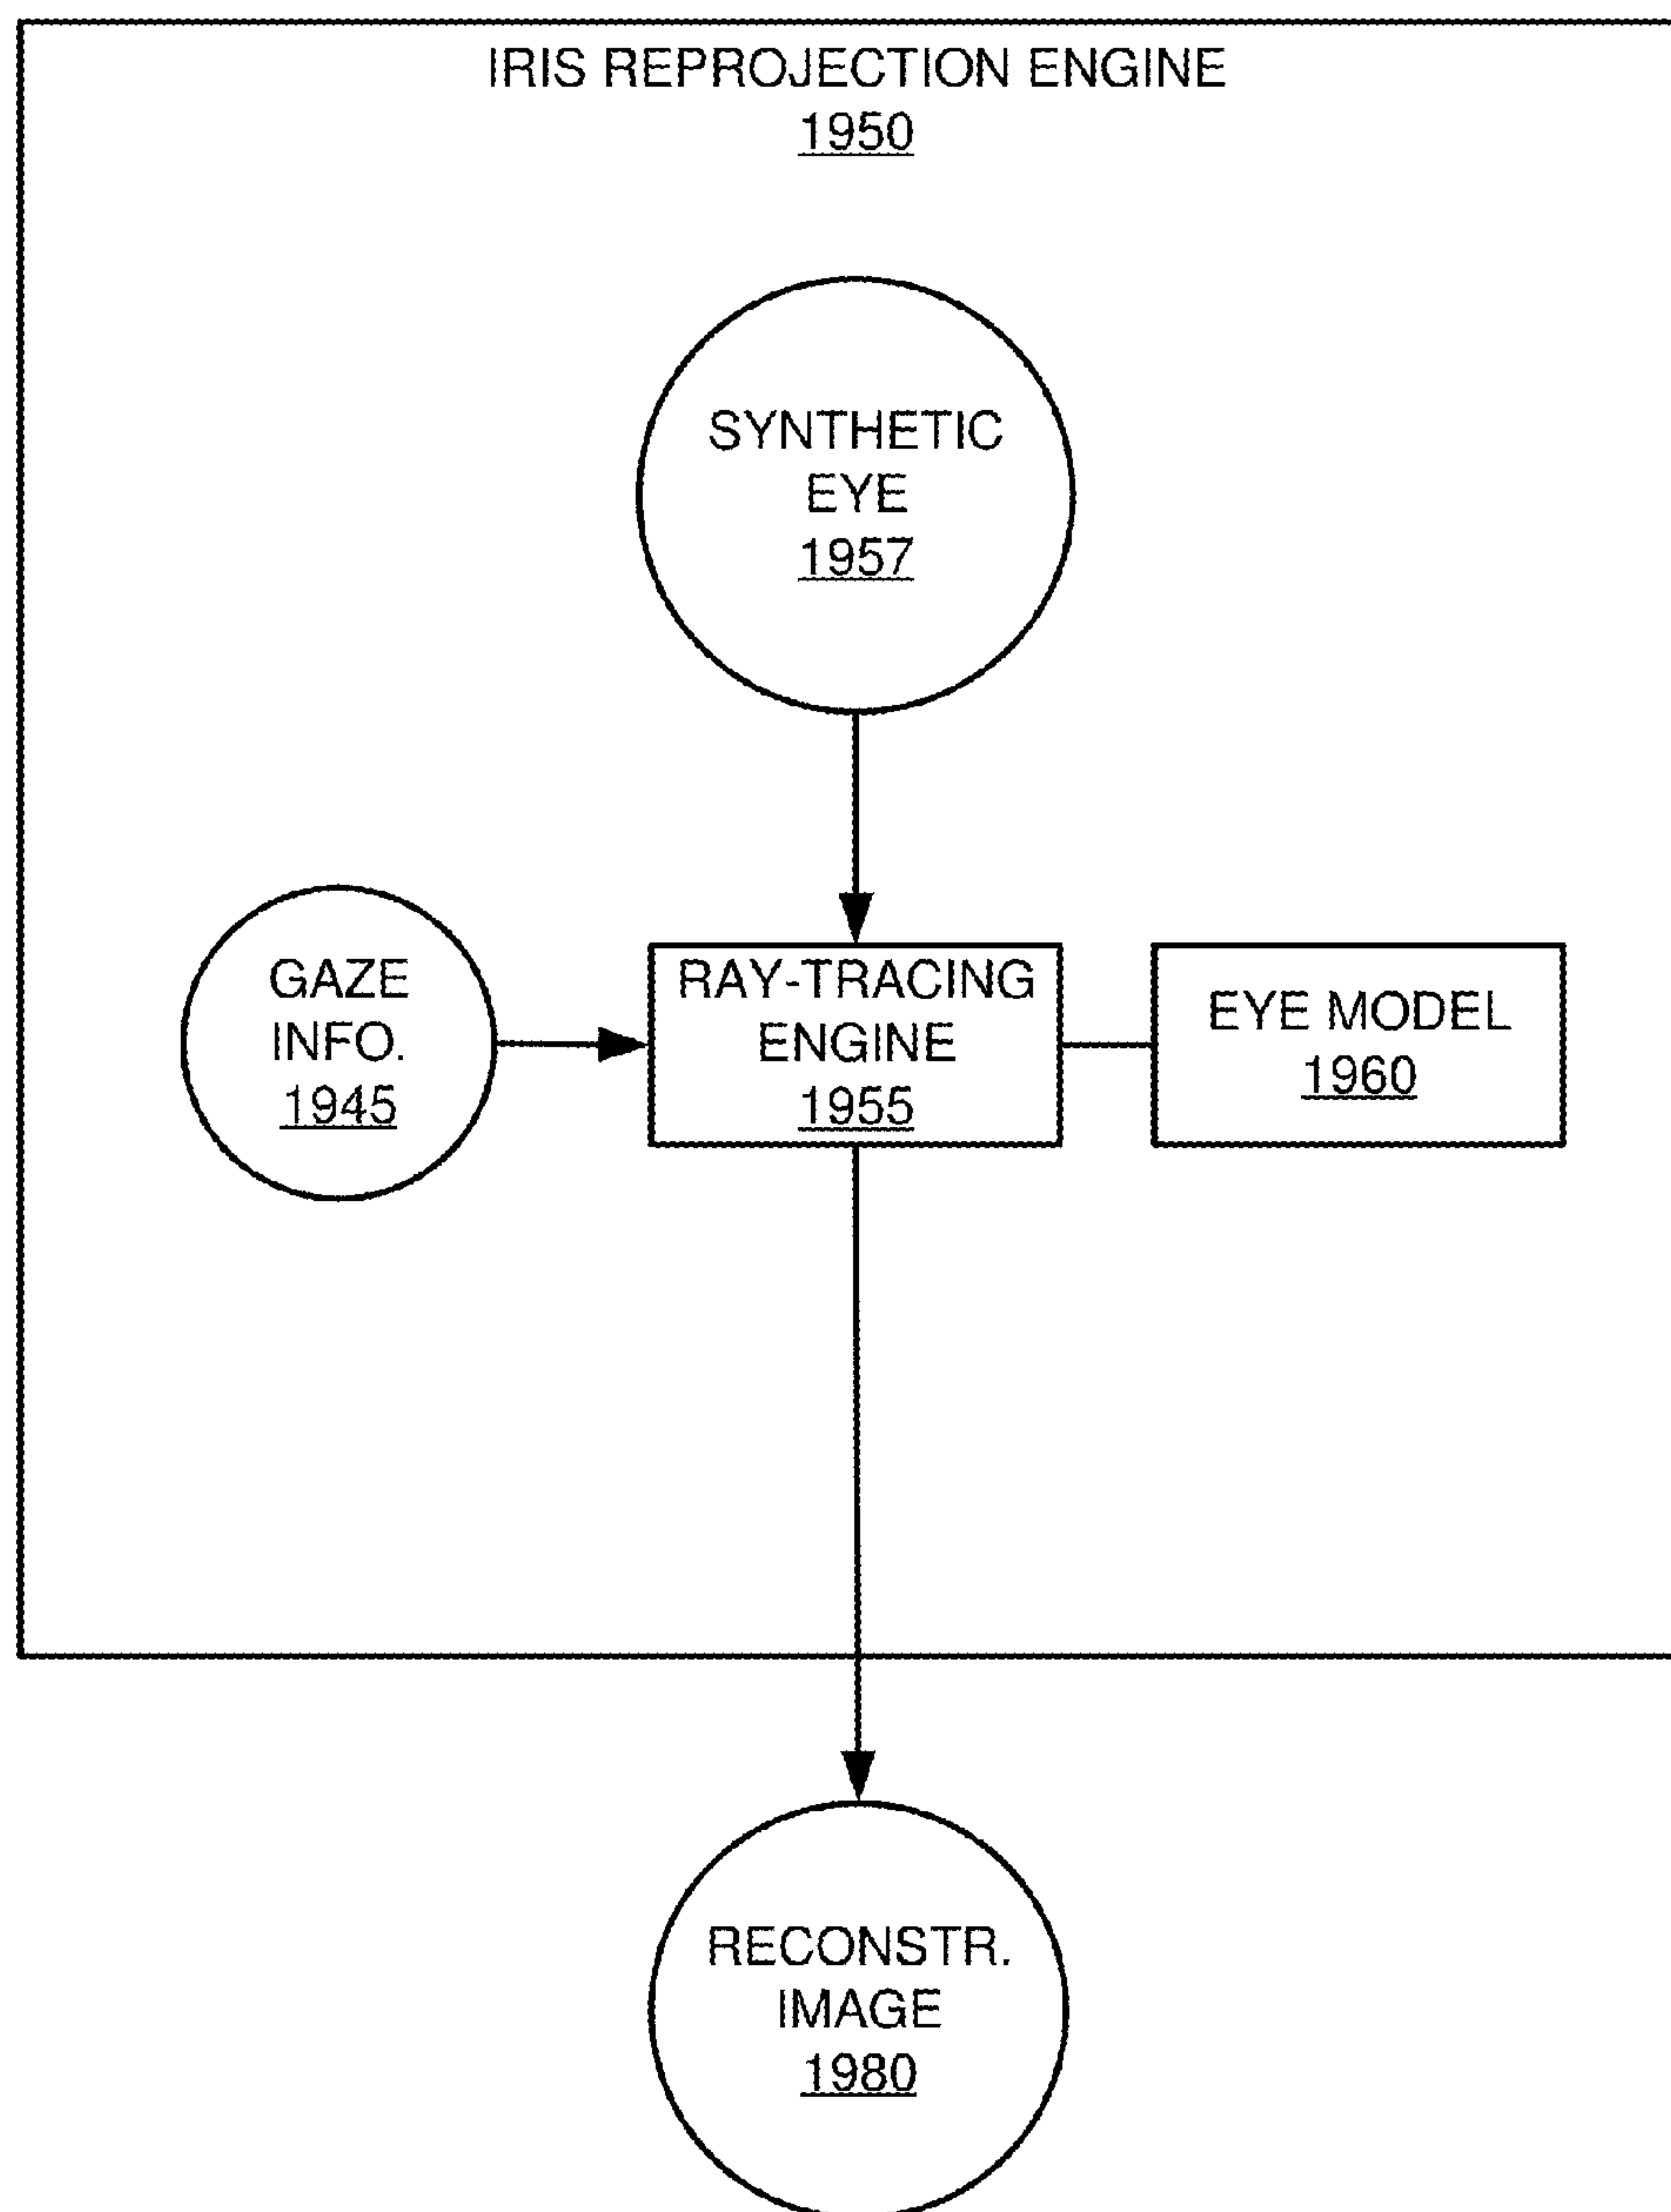 IRIS REPROJECTION ENGINE
1950
SYNTHETIC
EYE
1957
GAZE
INFO.
1945
RAY-TRACING
ENGINE
1955
EYE MODEL
1960
RECONSTR.
IMAGE
1980